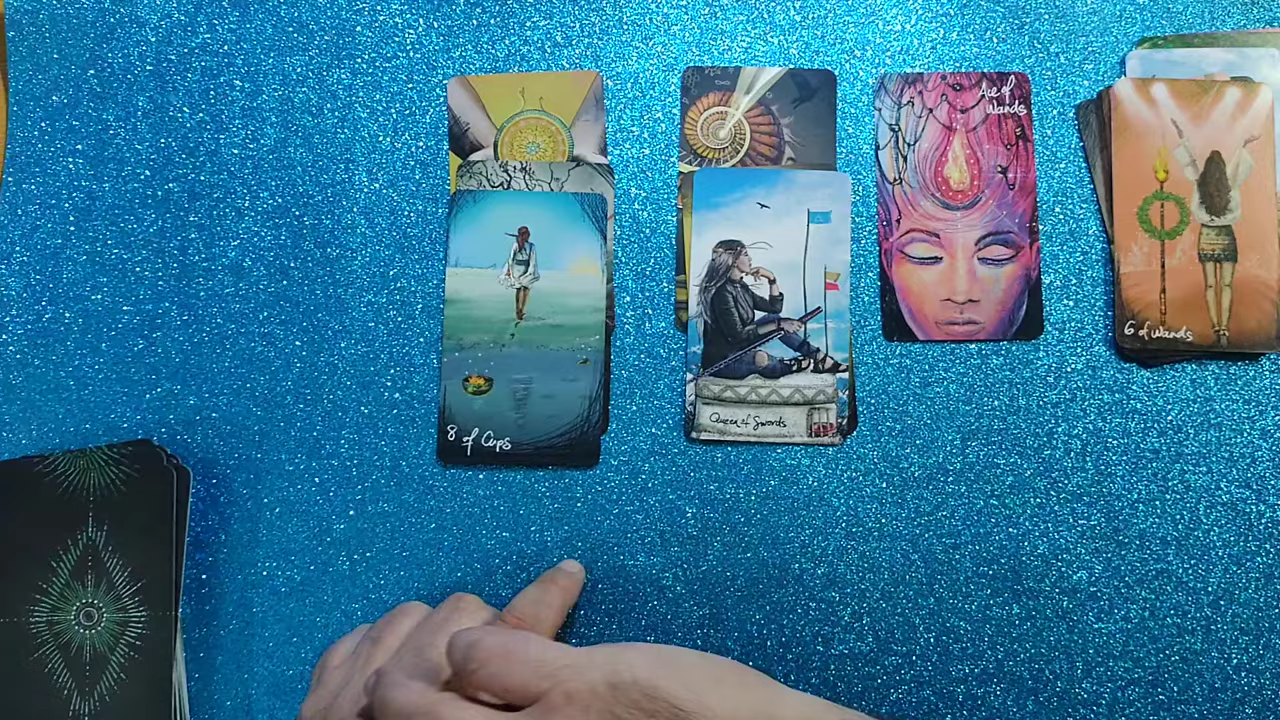 Ace of
Wands
6 of Wands
Queen of Swords
8 of Cups